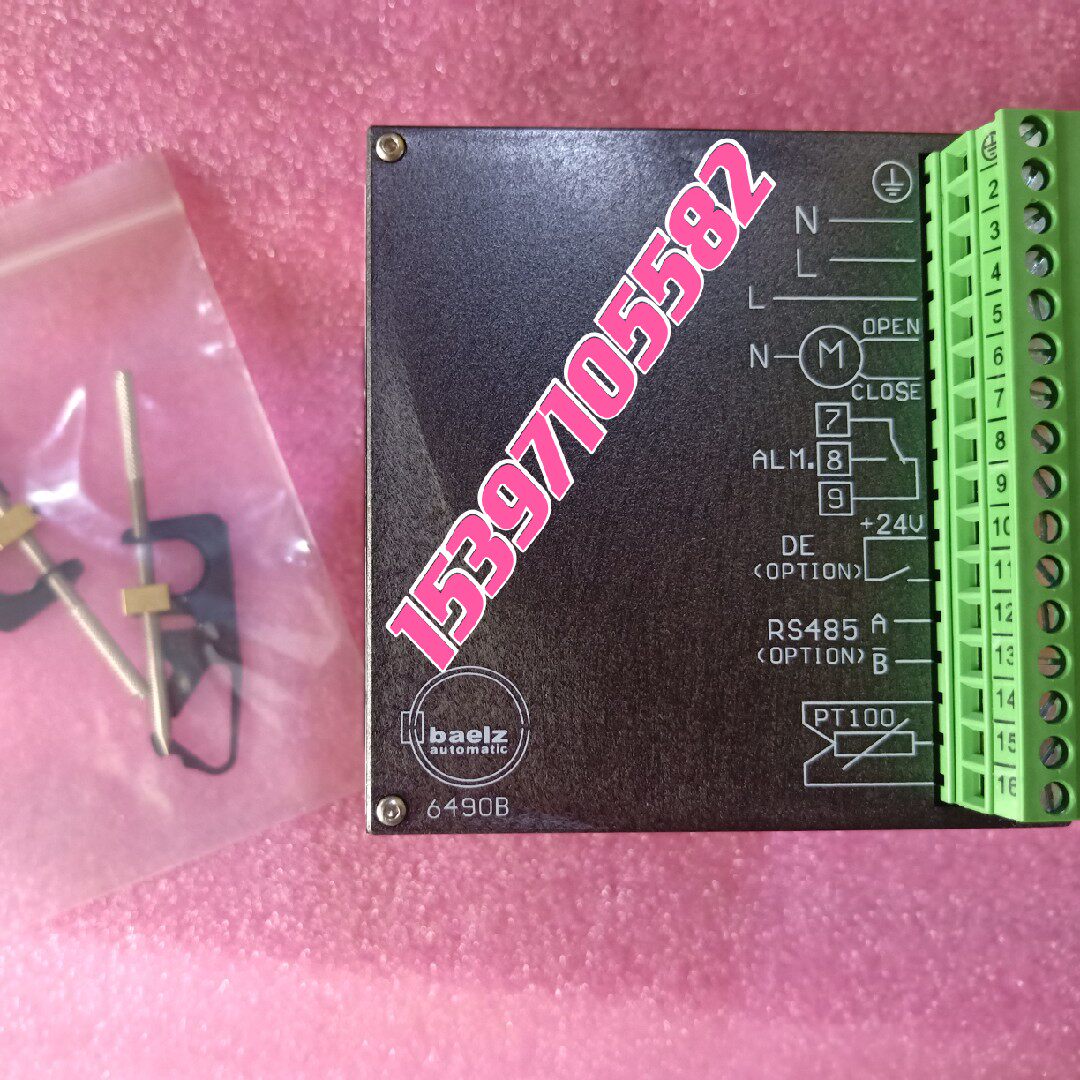 15397105582
N
L
L
OPEN
N
M
CLOSE
7
ALM. 8
9
+24V
DE
(OPTION)
RS485 A
(OPTION) B
PT100
baelz
automatic
6490B
2
3
4
5
6
7
8
9
10
11
12
13
14
15
16